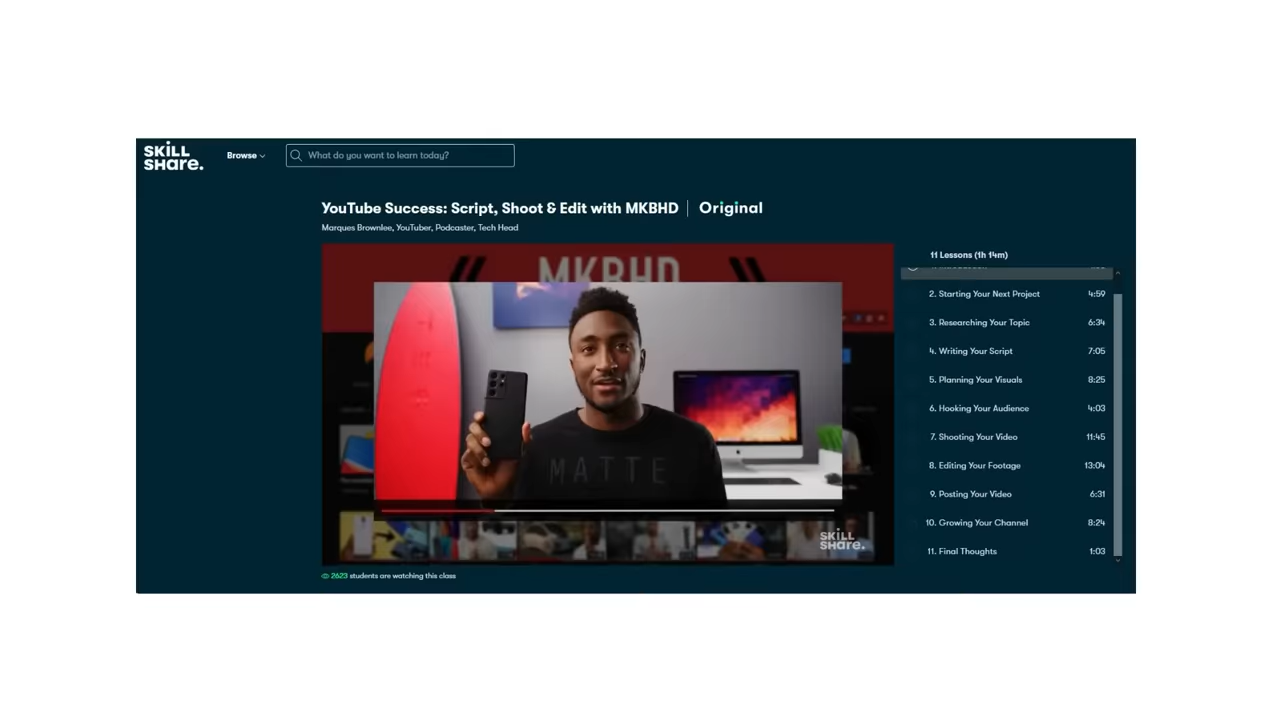 SKILL
SHare.
Browse
What do you want to learn today?
YouTube Success: Script, Shoot & Edit with MKBHD | Original
Marques Brownlee, YouTuber, Podcaster, Tech Head
MKBHD
MATTE
SKILL
SHare.
2623 students are watching this class
11 Lessons (1h 14m)
2. Starting Your Next Project 4:59
3. Researching Your Topic 6:34
4. Writing Your Script 7:05
5. Planning Your Visuals 8:25
6. Hooking Your Audience 4:03
7. Shooting Your Video 11:45
8. Editing Your Footage 13:04
9. Posting Your Video 6:31
10. Growing Your Channel 8:24
11. Final Thoughts 1:03